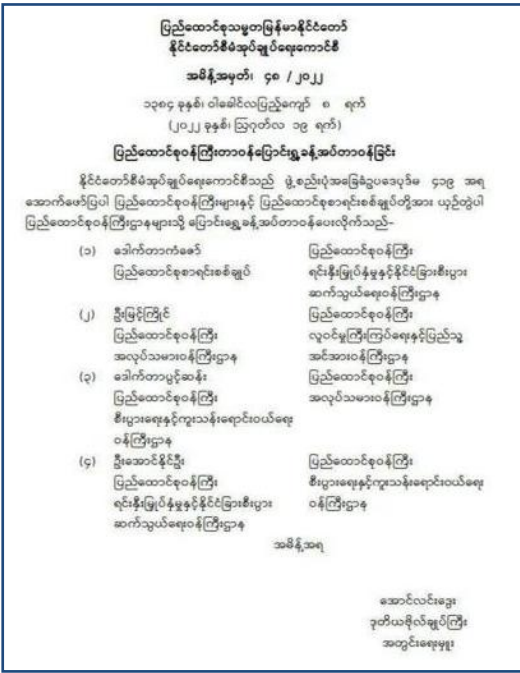 ပြည်ထောင်စုသမ္မတမြန်မာနိုင်ငံတော်
နိုင်ငံတော်စီမံအုပ်ချုပ်ရေးကောင်စီ
အမိန့်အမှတ်၊ ၄၈ / ၂၀၂၂
၁၃၈၄ ခုနှစ်၊ ဝါခေါင်လပြည့်ကျော် ၈ ရက်
(၂၀၂၂ ခုနှစ်၊ ဩဂုတ်လ ၁၉ ရက်)
ပြည်ထောင်စုဝန်ကြီးတာဝန်ပြောင်းရွှေ့ခန့်အပ်တာဝန်ခြင်း
နိုင်ငံတော်စီမံအုပ်ချုပ်ရေးကောင်စီသည် ဖွဲ့စည်းပုံအခြေခံဥပဒေပုဒ်မ ၄၁၉ အရ
အောက်ဖော်ပြပါ ပြည်ထောင်စုဝန်ကြီးများနှင့် ပြည်ထောင်စုစာရင်းစစ်ချုပ်တို့အား ယှဉ်တွဲပါ
ပြည်ထောင်စုဝန်ကြီးဌာနများသို့ ပြောင်းရွှေ့ခန့်အပ်တာဝန်ပေးလိုက်သည်-
(၁) ဒေါက်တာကံဇော် ပြည်ထောင်စုဝန်ကြီး
ပြည်ထောင်စုစာရင်းစစ်ချုပ် ရင်းနှီးမြှုပ်နှံမှုနှင့်နိုင်ငံခြားစီးပွား
ဆက်သွယ်ရေးဝန်ကြီးဌာန
(၂) ဦးမြင့်ကြိုင် ပြည်ထောင်စုဝန်ကြီး
ပြည်ထောင်စုဝန်ကြီး လူဝင်မှုကြီးကြပ်ရေးနှင့်ပြည်သူ့
အလုပ်သမားဝန်ကြီးဌာန အင်အားဝန်ကြီးဌာန
(၃) ဒေါက်တာပွင့်ဆန်း ပြည်ထောင်စုဝန်ကြီး
ပြည်ထောင်စုဝန်ကြီး အလုပ်သမားဝန်ကြီးဌာန
စီးပွားရေးနှင့်ကူးသန်းရောင်းဝယ်ရေး
ဝန်ကြီးဌာန
(၄) ဦးအောင်နိုင်ဦး ပြည်ထောင်စုဝန်ကြီး
ပြည်ထောင်စုဝန်ကြီး စီးပွားရေးနှင့်ကူးသန်းရောင်းဝယ်ရေး
ရင်းနှီးမြှုပ်နှံမှုနှင့်နိုင်ငံခြားစီးပွား ဝန်ကြီးဌာန
ဆက်သွယ်ရေးဝန်ကြီးဌာန
အမိန့်အရ
အောင်လင်းဒွေး
ဒုတိယဗိုလ်ချုပ်ကြီး
အတွင်းရေးမှူး